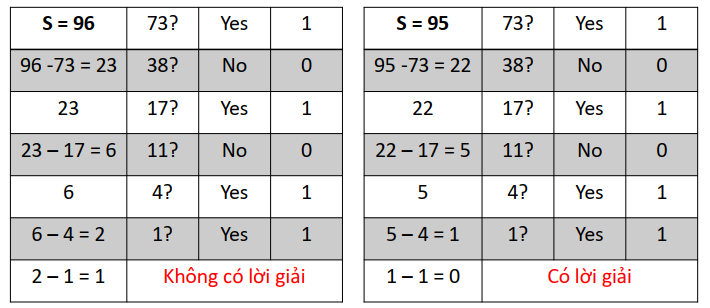 S = 96 73? Yes 1
96 -73 = 23 38? No 0
23 17? Yes 1
23 – 17 = 6 11? No 0
6 4? Yes 1
6 – 4 = 2 1? Yes 1
2 – 1 = 1 Không có lời giải
S = 95 73? Yes 1
95 -73 = 22 38? No 0
22 17? Yes 1
22 – 17 = 5 11? No 0
5 4? Yes 1
5 – 4 = 1 1? Yes 1
1 – 1 = 0 Có lời giải